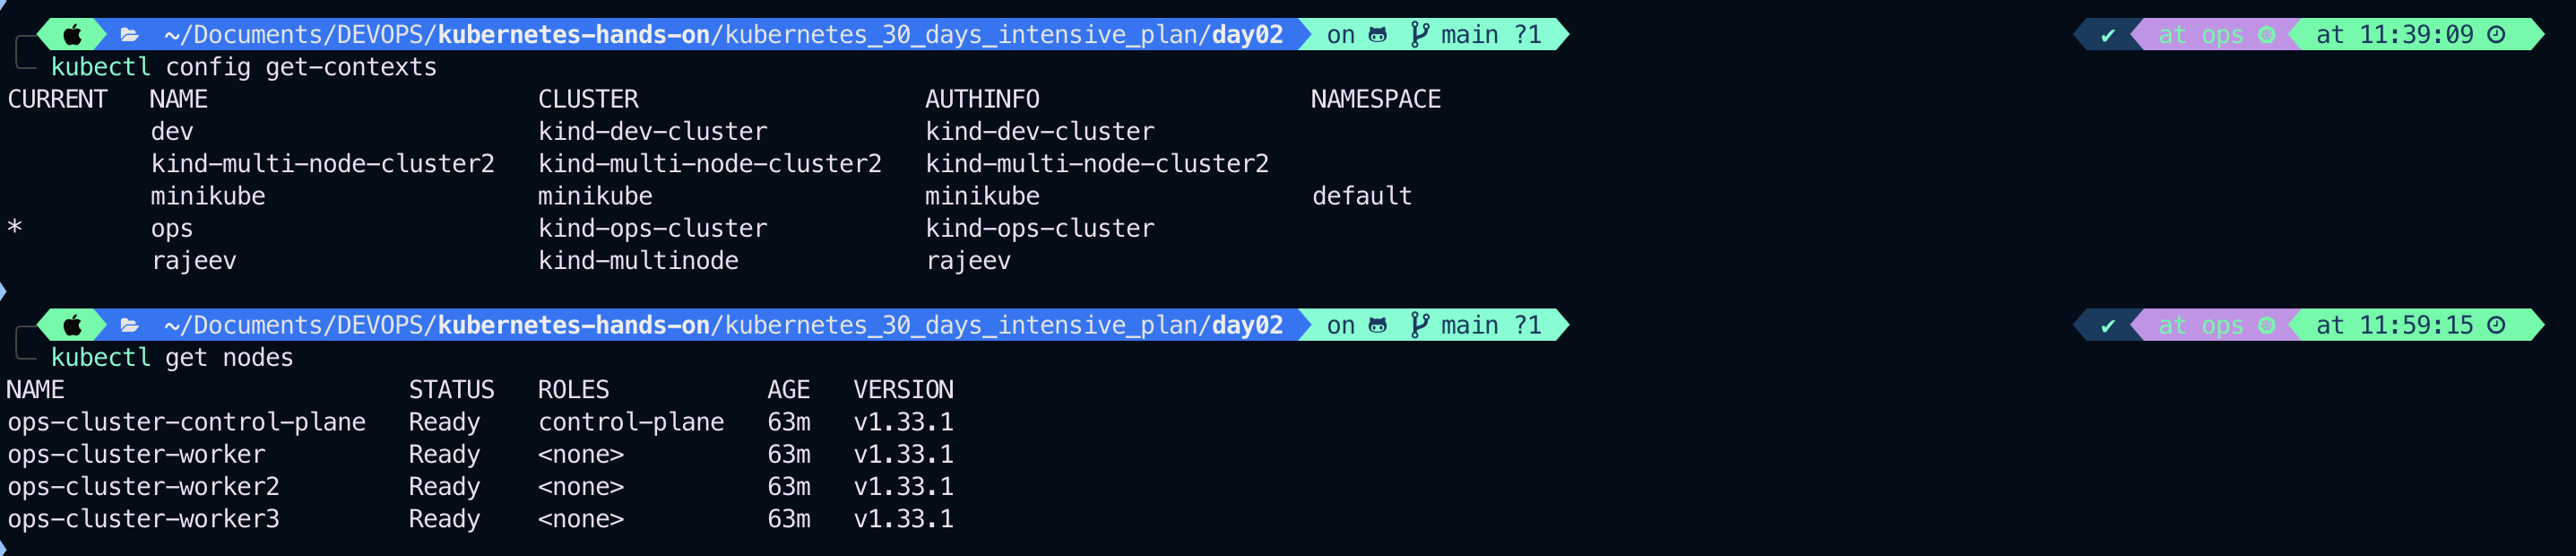 ~/Documents/DEVOPS/kubernetes-hands-on/kubernetes_30_days_intensive_plan/day02 on main ?1 ✔ at ops at 11:39:09
kubectl config get-contexts
CURRENT NAME CLUSTER AUTHINFO NAMESPACE
dev kind-dev-cluster kind-dev-cluster
kind-multi-node-cluster2 kind-multi-node-cluster2 kind-multi-node-cluster2
minikube minikube minikube default
* ops kind-ops-cluster kind-ops-cluster
rajeev kind-multinode rajeev
~/Documents/DEVOPS/kubernetes-hands-on/kubernetes_30_days_intensive_plan/day02 on main ?1 ✔ at ops at 11:59:15
kubectl get nodes
NAME STATUS ROLES AGE VERSION
ops-cluster-control-plane Ready control-plane 63m v1.33.1
ops-cluster-worker Ready <none> 63m v1.33.1
ops-cluster-worker2 Ready <none> 63m v1.33.1
ops-cluster-worker3 Ready <none> 63m v1.33.1